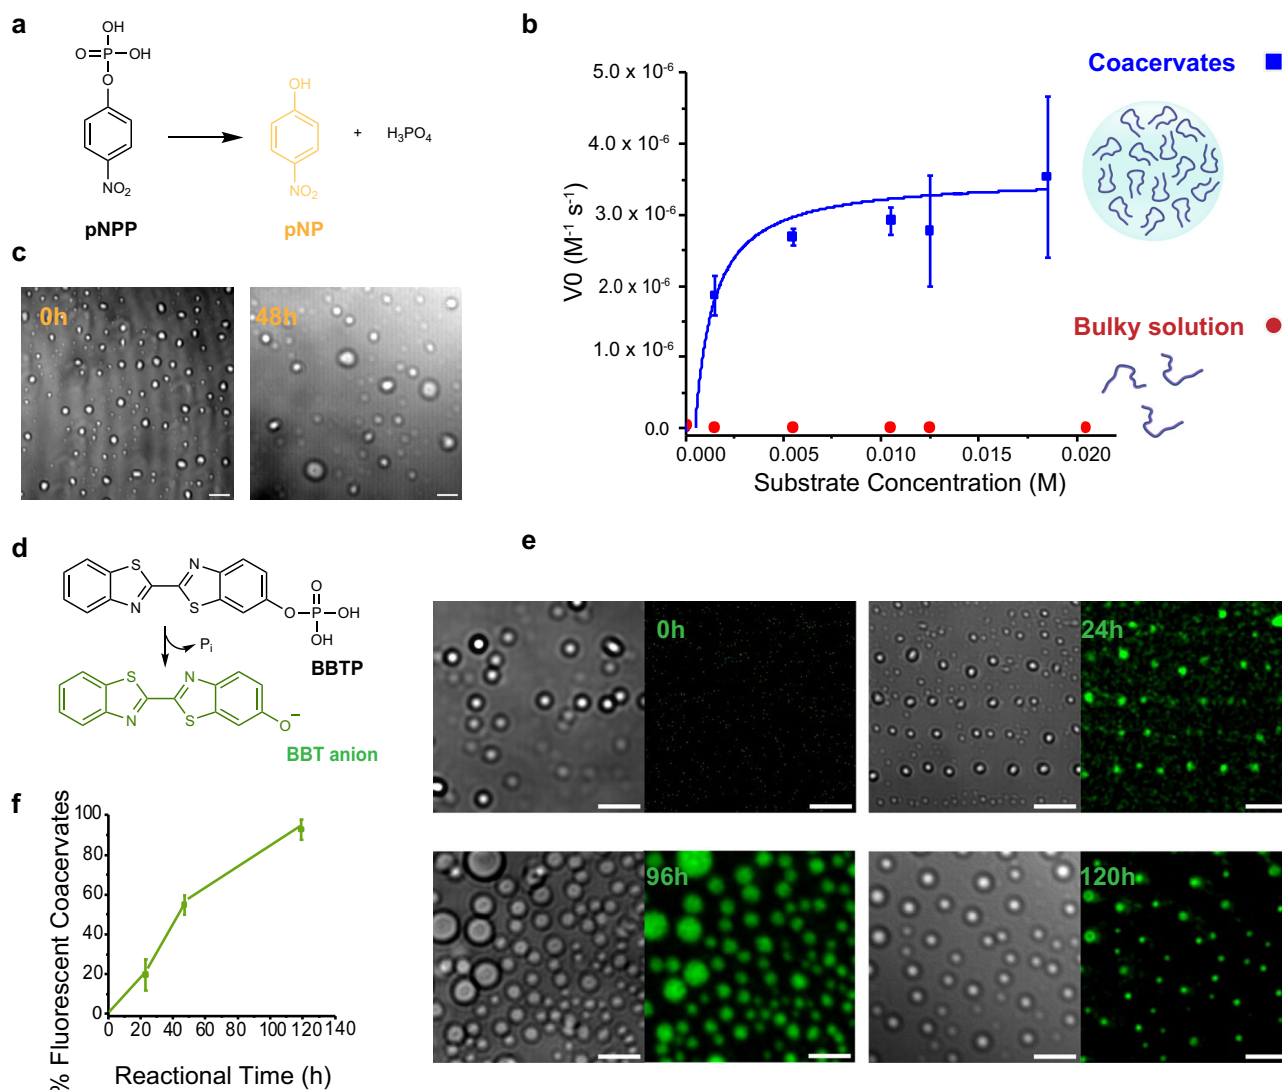 a
OH
O=P-OH
O
NO₂
pNPP
OH
NO₂
pNP
+
H₃PO₄
b
5.0 x 10⁻⁶
4.0 x 10⁻⁶
3.0 x 10⁻⁶
2.0 x 10⁻⁶
1.0 x 10⁻⁶
0.0
V0 (M⁻¹ s⁻¹)
0.000
0.005
0.010
0.015
0.020
Substrate Concentration (M)
Coacervates
Bulky solution
c
0h
48h
d
S
N
N
S
O
O
P
OH
OH
Pᵢ
BBTP
S
N
N
S
O⁻
BBT anion
e
0h
24h
96h
120h
f
% Fluorescent Coacervates
100
80
60
40
20
0
0 20 40 60 80 100 120 140
Reactional Time (h)